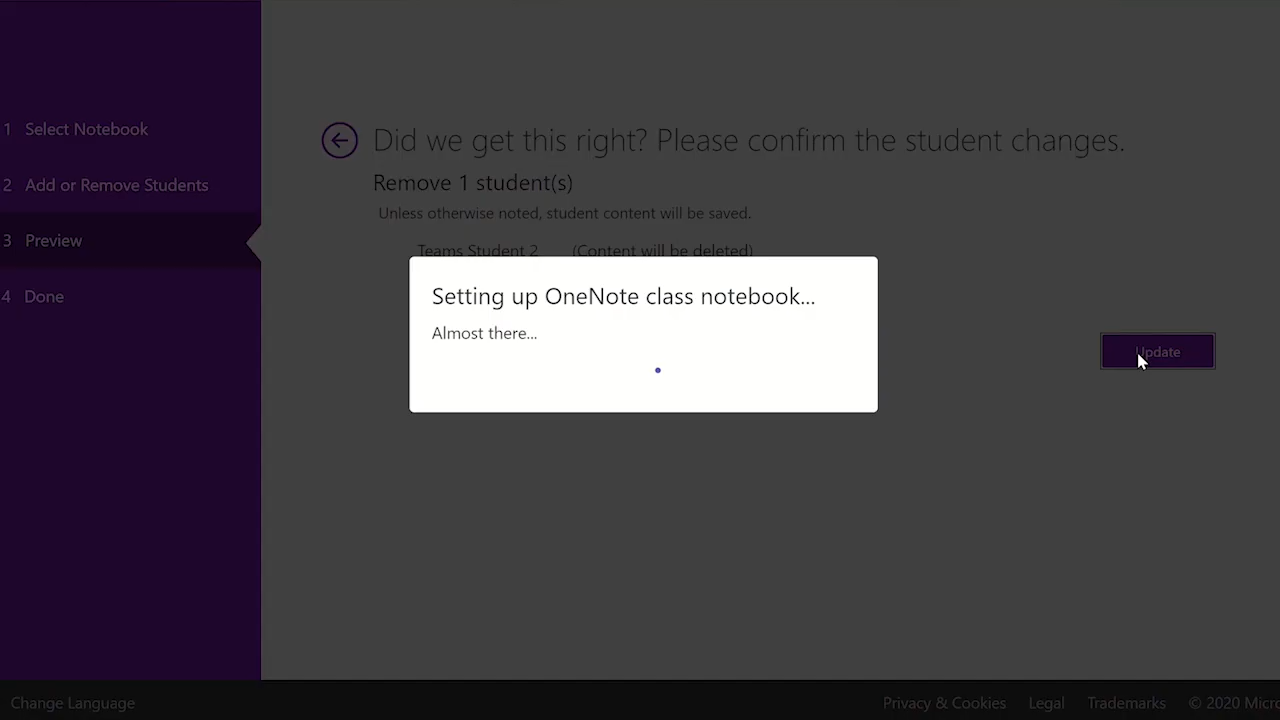 1 Select Notebook
2 Add or Remove Students
3 Preview
4 Done
Did we get this right? Please confirm the student changes.
Remove 1 student(s)
Unless otherwise noted, student content will be saved.
Teams Student 2 (Content will be deleted)
Setting up OneNote class notebook...
Almost there...
Update
Change Language
Privacy & Cookies Legal Trademarks © 2020 Micro